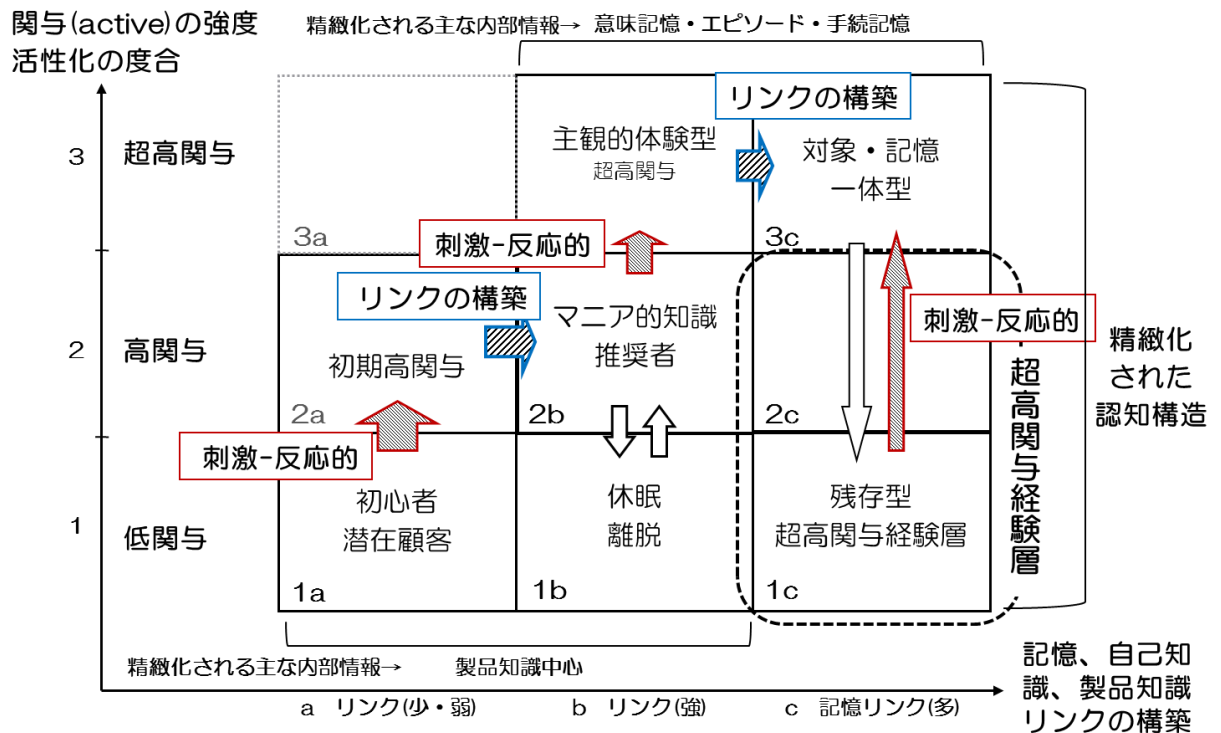 関与(active)の強度
活性化の度合
精緻化される主な内部情報→ 意味記憶・エピソード・手続記憶
リンクの構築
3 超高関与
主観的体験型
超高関与
対象・記憶
一体型
3a
刺激-反応的
3c
リンクの構築
刺激-反応的
2 高関与
初期高関与
マニア的知識
推奨者
精緻化
された
認知構造
超高関与経験層
2a
2b
2c
刺激-反応的
1 低関与
初心者
潜在顧客
休眠
離脱
残存型
超高関与経験層
1a
1b
1c
精緻化される主な内部情報→ 製品知識中心
記憶、自己知
識、製品知識
リンクの構築
a リンク(少・弱)
b リンク(強)
c 記憶リンク(多)